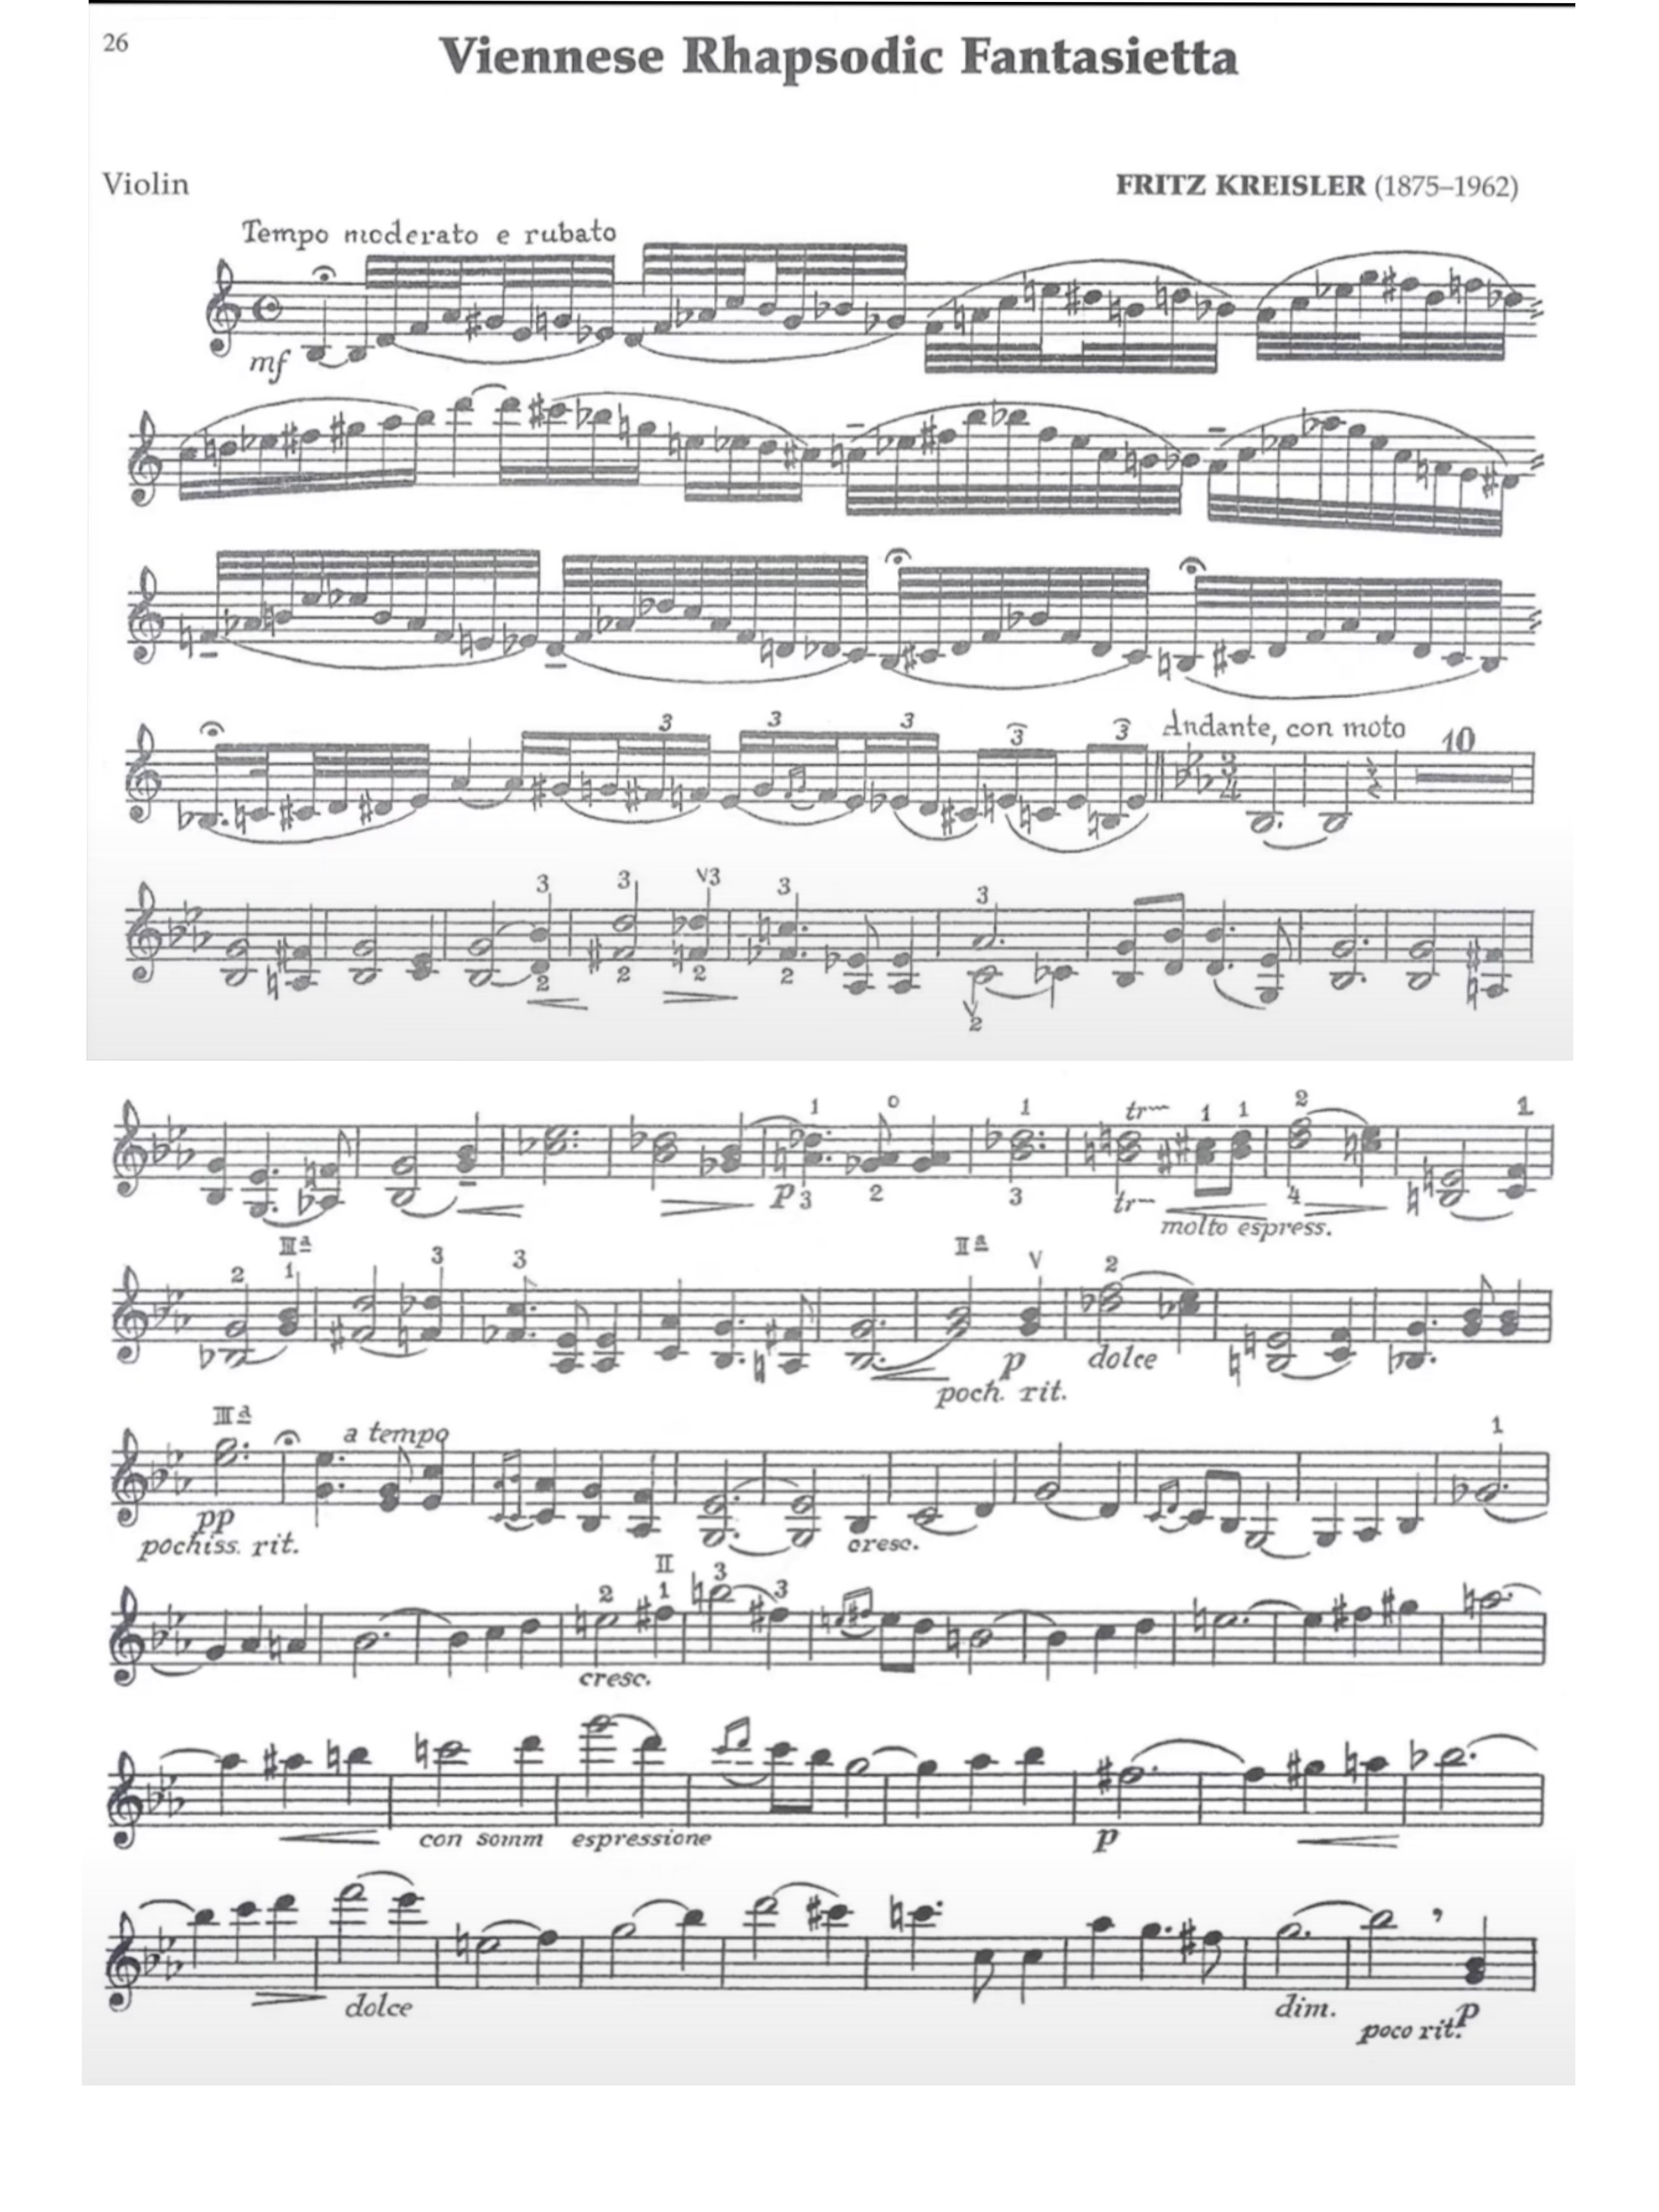 26
Viennese Rhapsodic Fantasietta
Violin
FRITZ KREISLER (1875–1962)
Tempo moderato e rubato
mf
3 3 3 3 3 Andante, con moto 10
3 3 V3 3 3
2 2 2 2 V 2
tr 1 1 2 1
1 0 1
p 3 2 3 tr 4
molto espress.
IIIª IIª
2 1 3 3 V 2
p dolce
poch. rit.
IIIª a tempo 1
pp
pochiss. rit. cresc.
II
2 1 3 3
cresc.
con somm espressione p
dolce dim. p
poco rit.